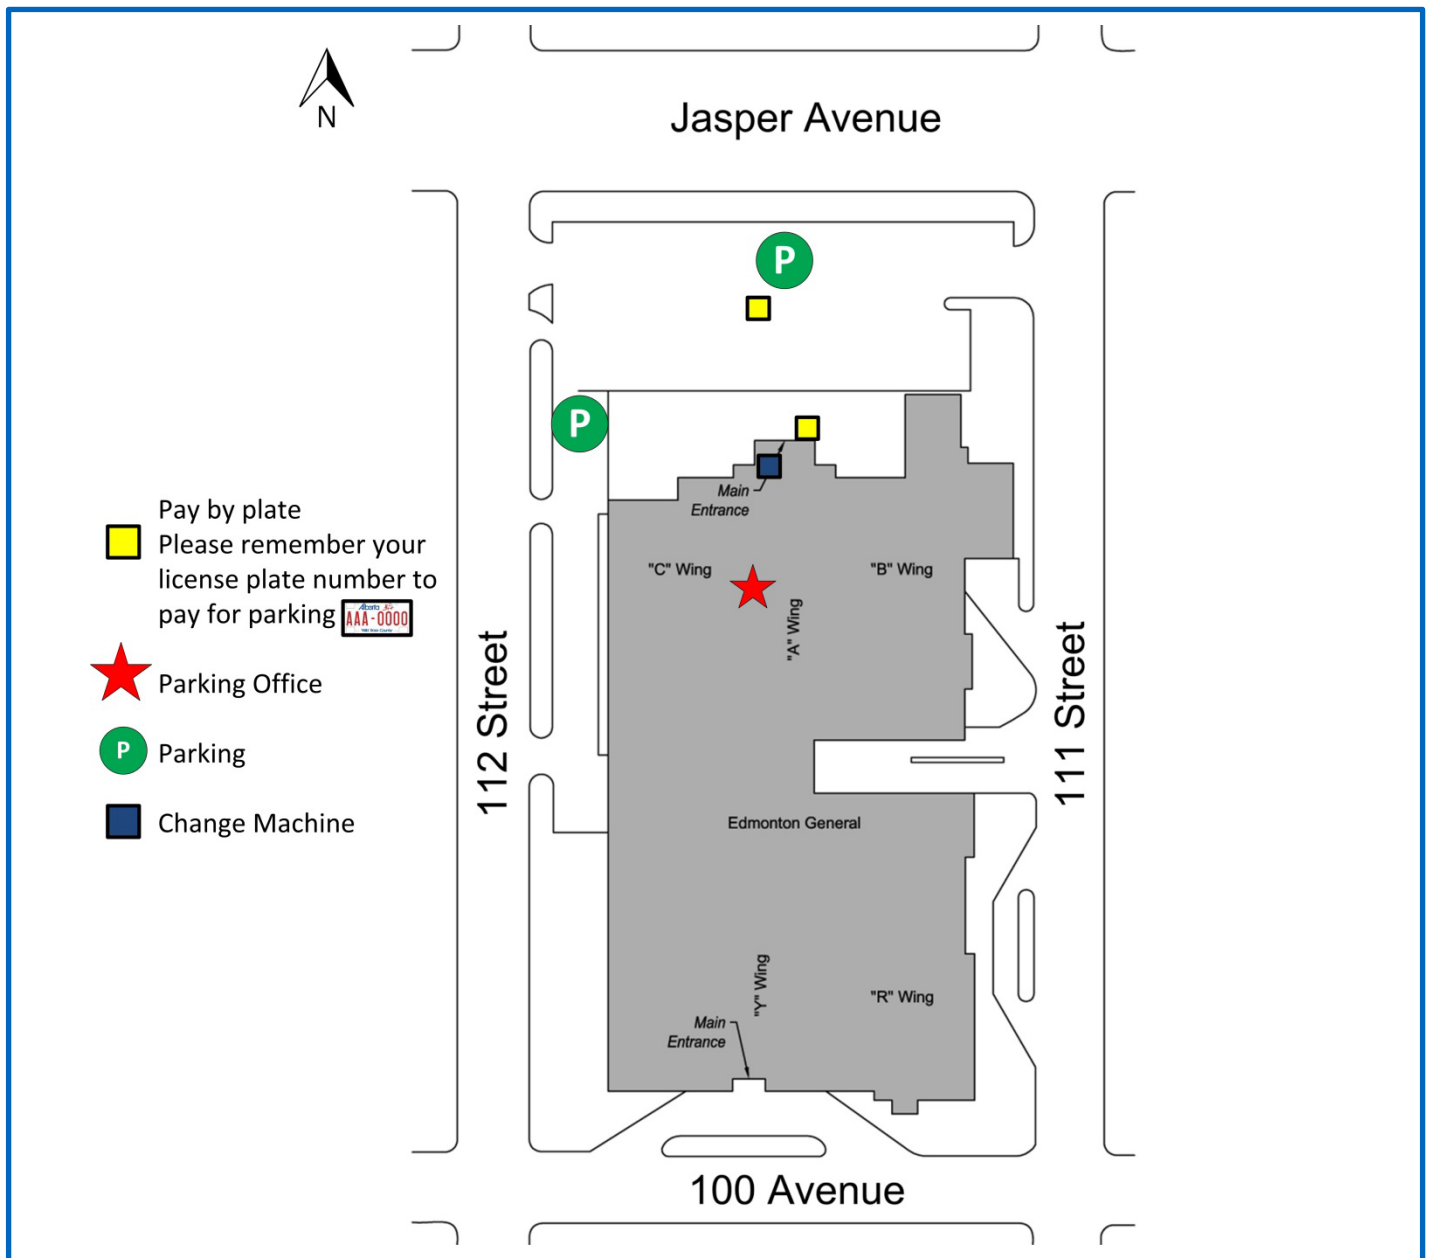 N
Jasper Avenue
P
P
Main
Entrance
"C" Wing
"B" Wing
"A" Wing
Pay by plate
Please remember your
license plate number to
pay for parking
Alberta
AAA-0000
Parking Office
P
Parking
Change Machine
112 Street
111 Street
Edmonton General
"Y" Wing
"R" Wing
Main
Entrance
100 Avenue